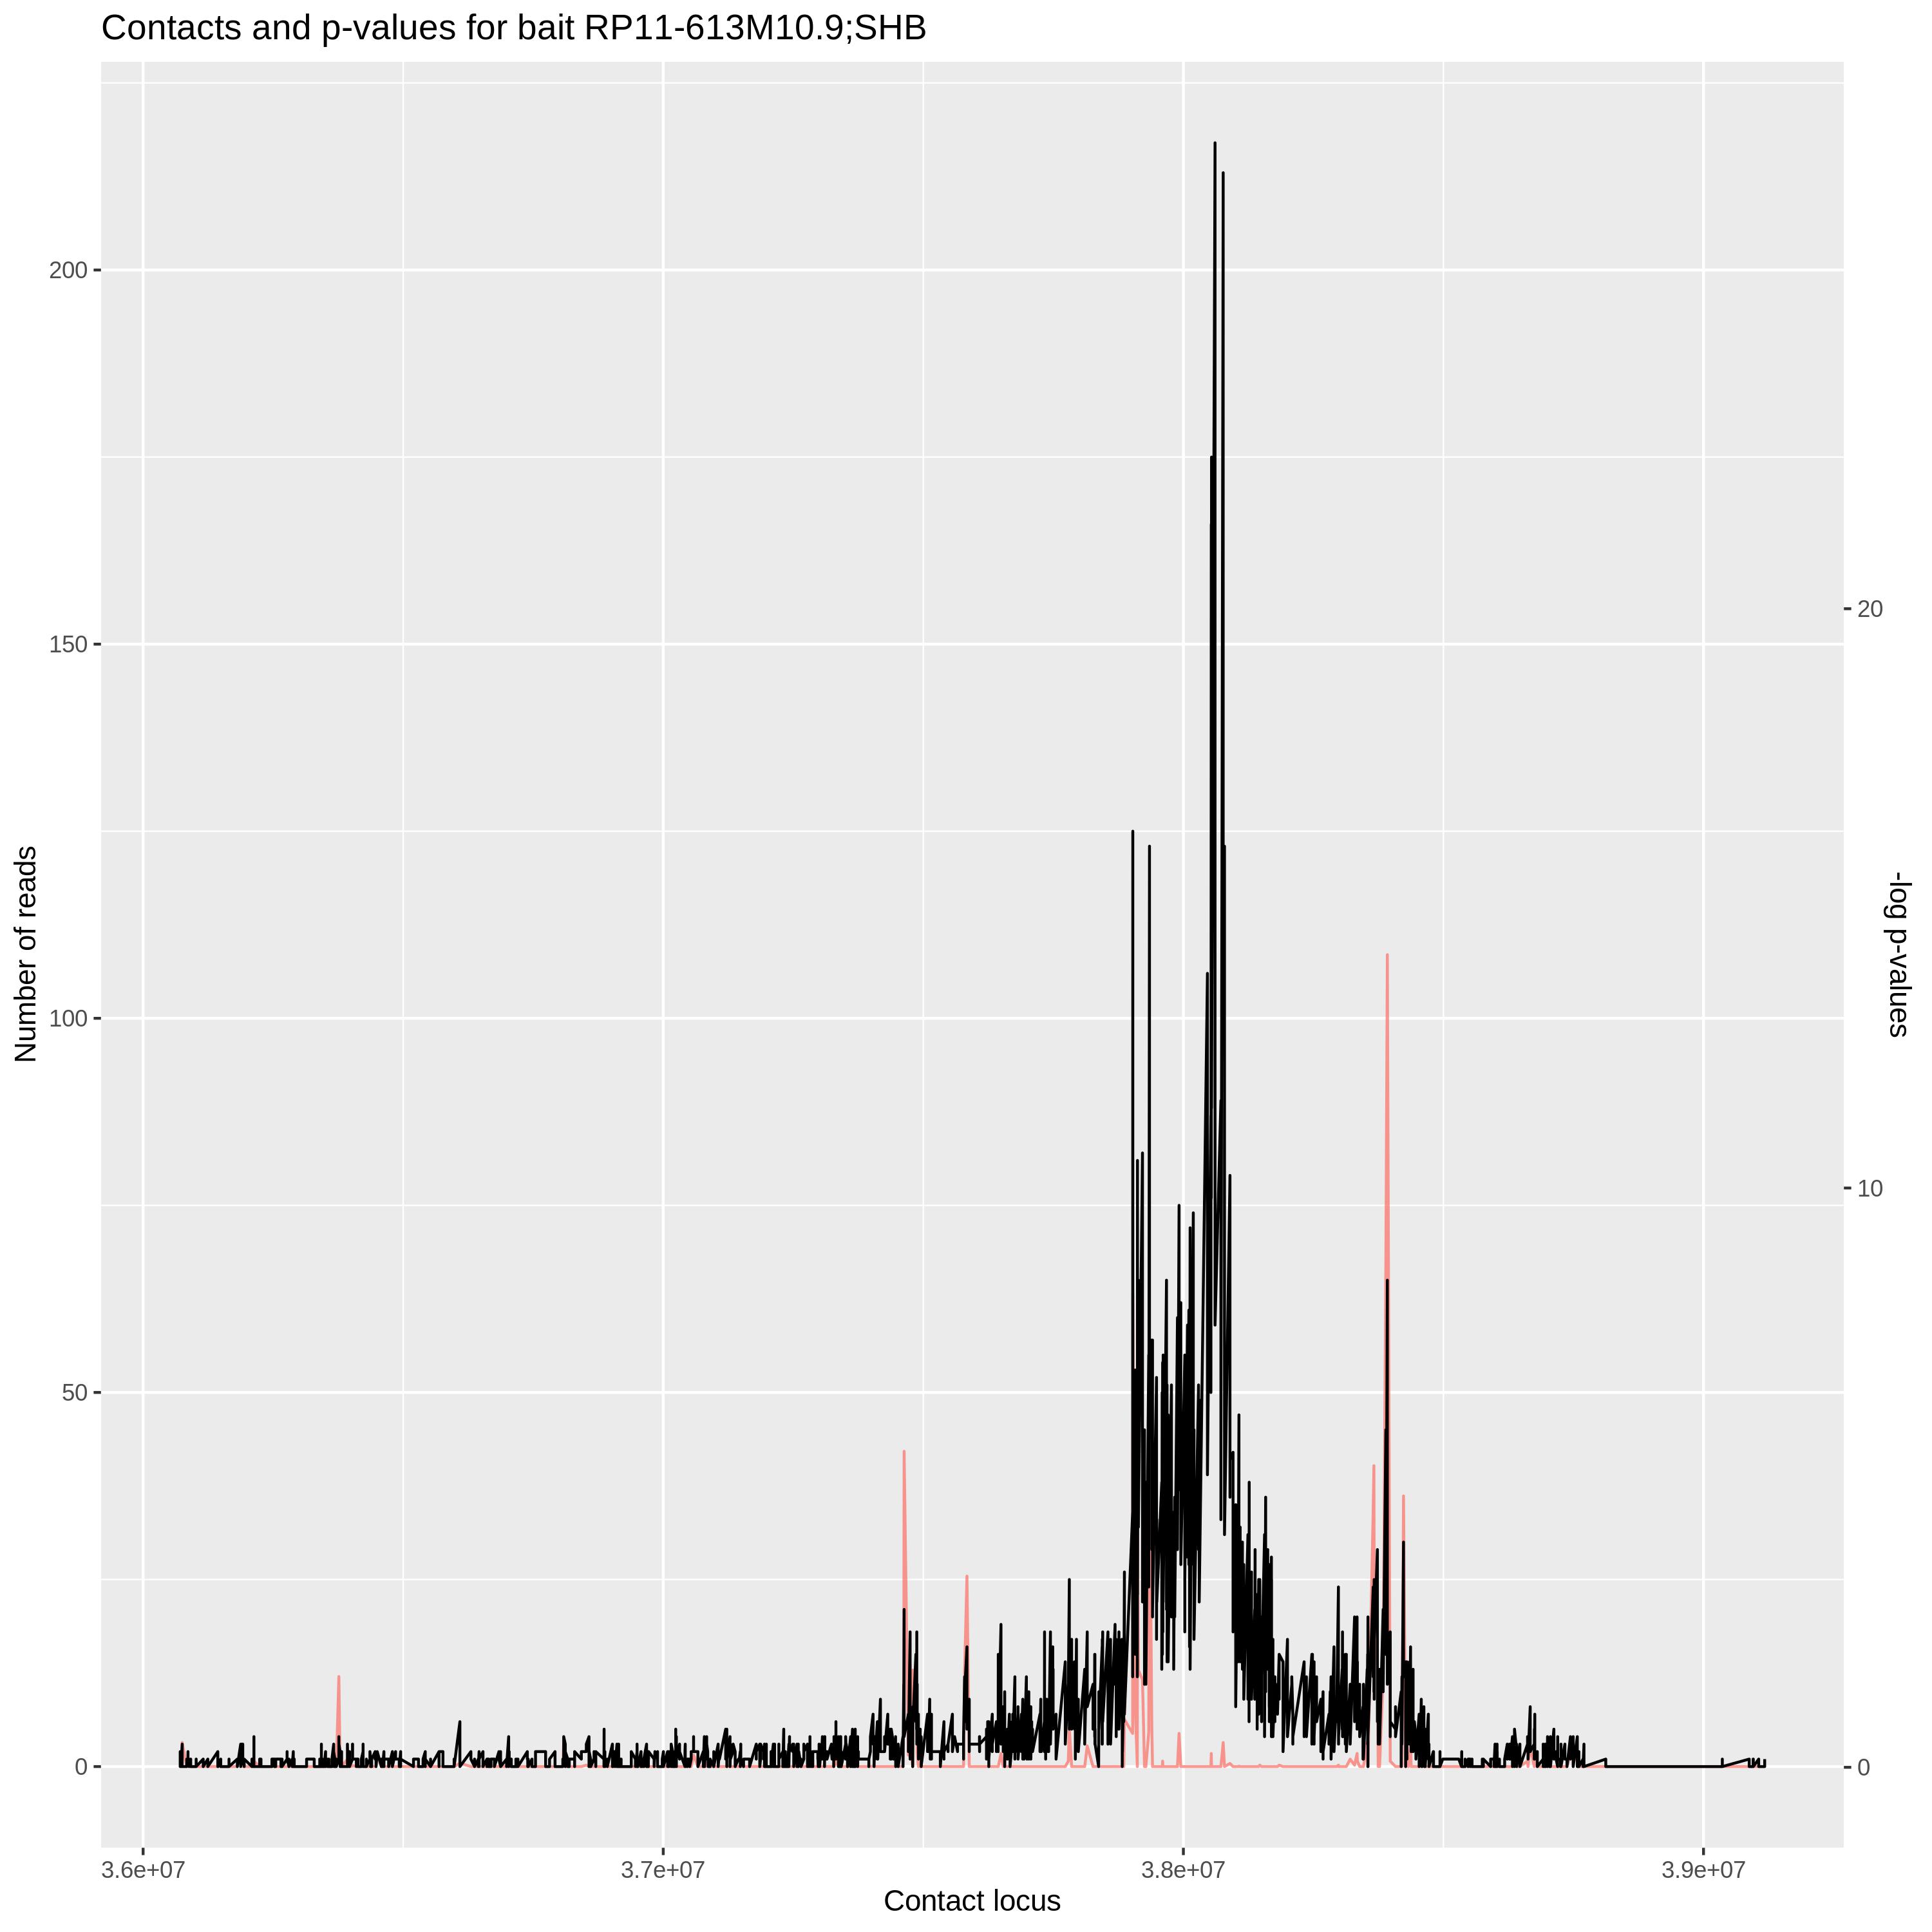 Contacts and p-values for bait RP11-613M10.9;SHB
200
150
100
50
0
Number of reads
20
10
0
-log p-values
3.6e+07 3.7e+07 3.8e+07 3.9e+07
Contact locus